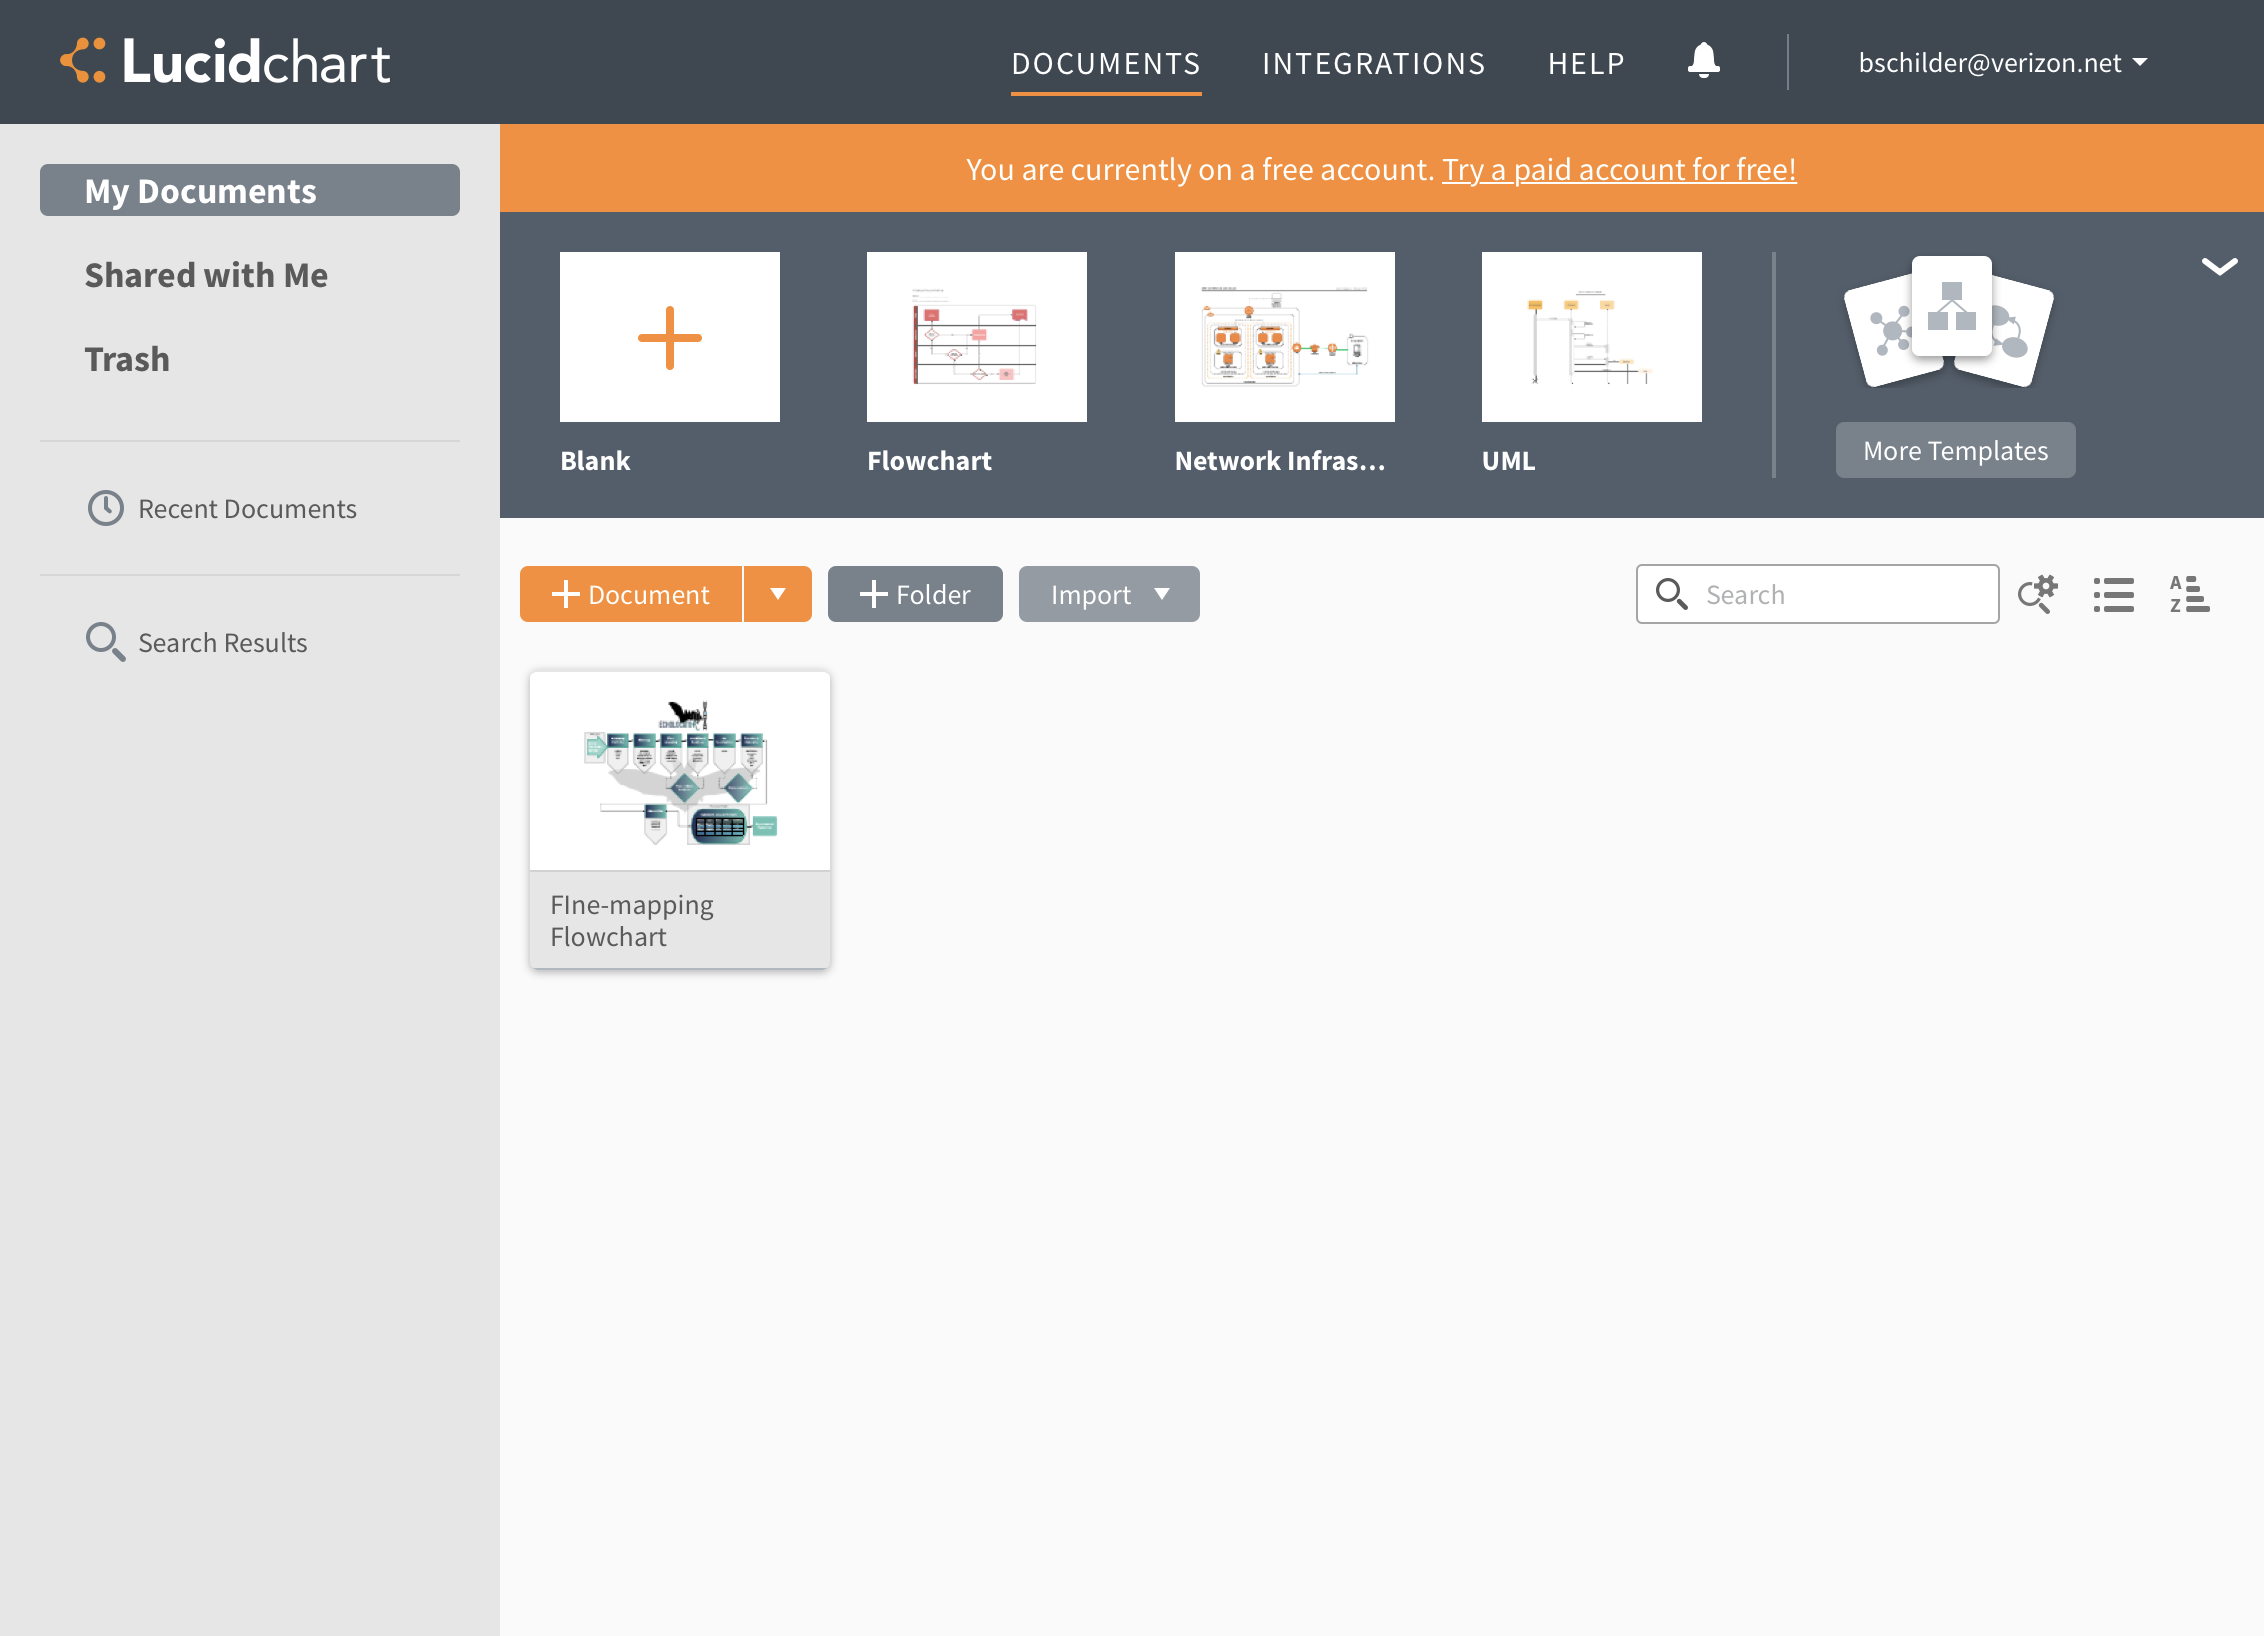 Lucidchart
DOCUMENTS
INTEGRATIONS
HELP
bschilder@verizon.net
My Documents
Shared with Me
Trash
Recent Documents
Search Results
You are currently on a free account. Try a paid account for free!
Blank
Flowchart
Network Infras...
UML
More Templates
Document
Folder
Import
Search
A
Z
FIne-mapping
Flowchart